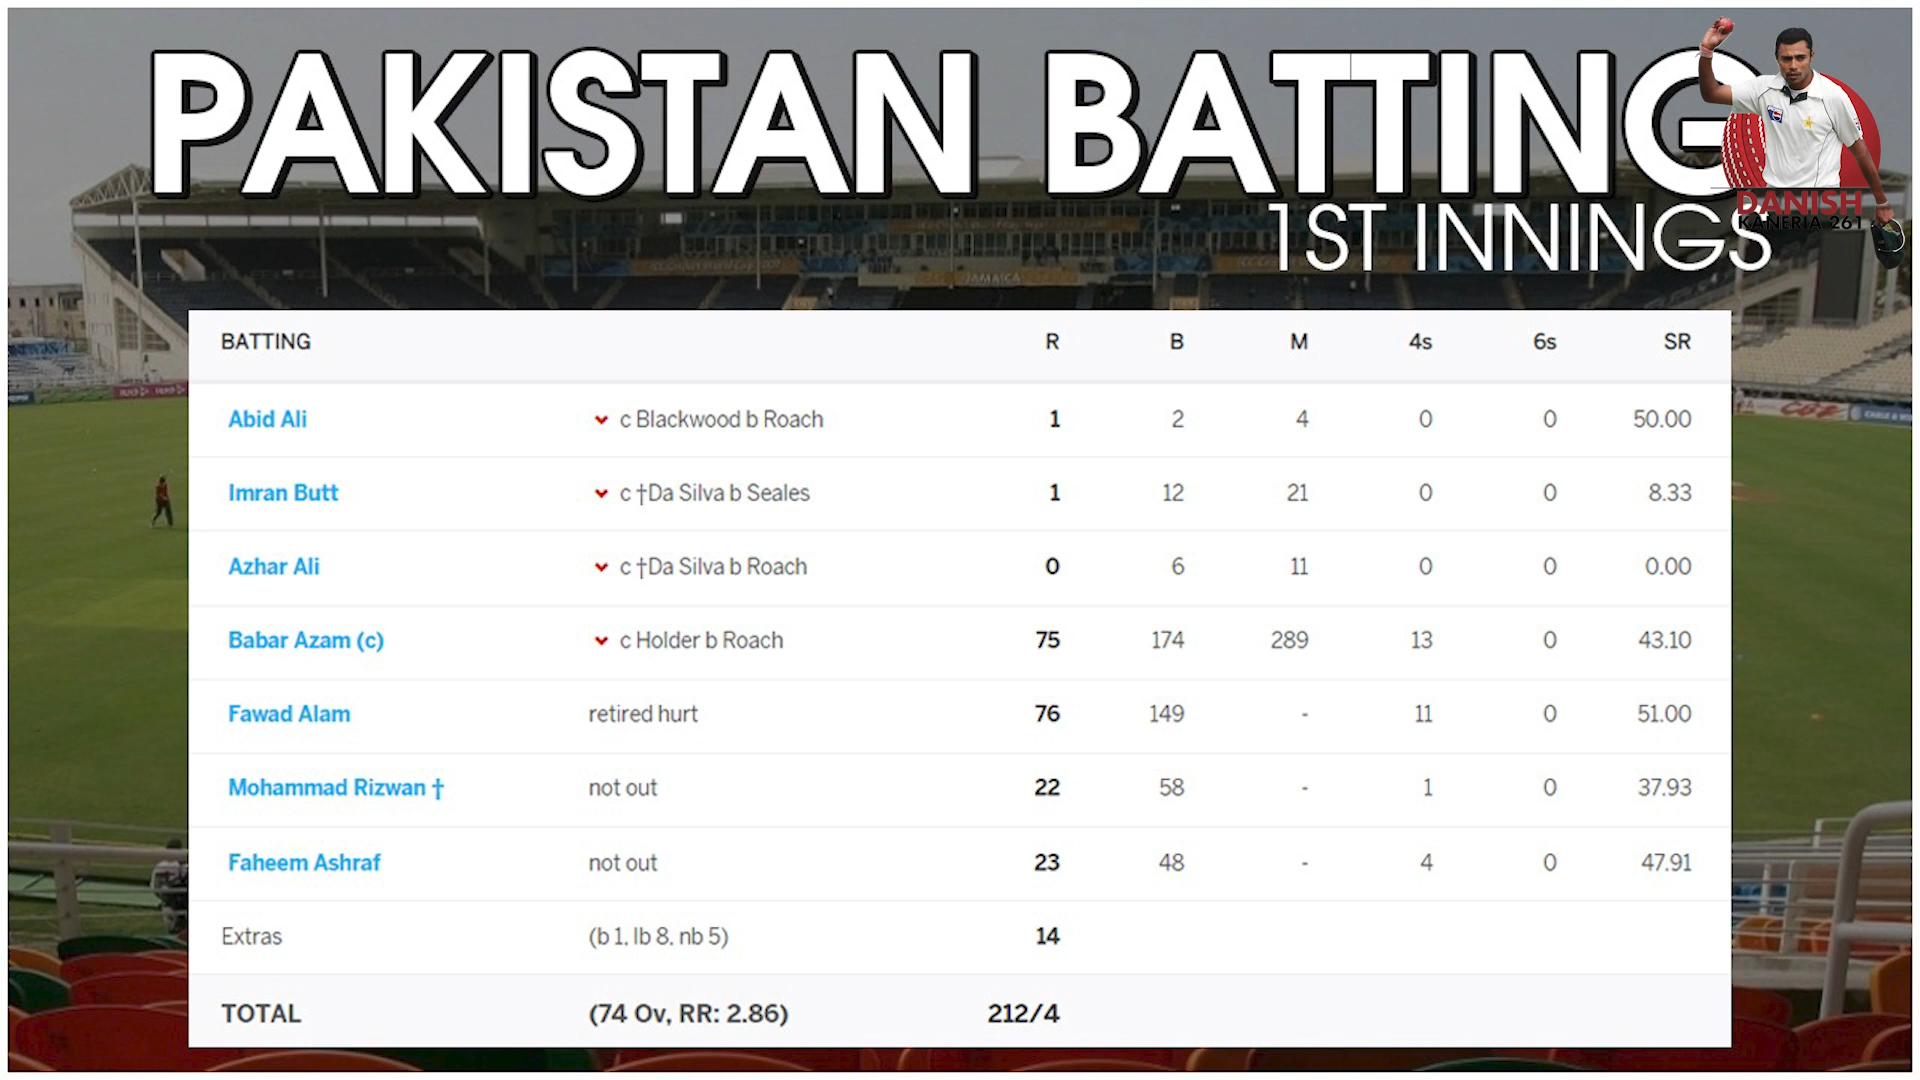 PAKISTAN BATTING
1ST INNINGS
DANISH
KANERIA 261
JAMAICA
BATTING R B M 4s 6s SR
Abid Ali c Blackwood b Roach 1 2 4 0 0 50.00
Imran Butt c †Da Silva b Seales 1 12 21 0 0 8.33
Azhar Ali c †Da Silva b Roach 0 6 11 0 0 0.00
Babar Azam (c) c Holder b Roach 75 174 289 13 0 43.10
Fawad Alam retired hurt 76 149 - 11 0 51.00
Mohammad Rizwan † not out 22 58 - 1 0 37.93
Faheem Ashraf not out 23 48 - 4 0 47.91
Extras (b 1, lb 8, nb 5) 14
TOTAL (74 Ov, RR: 2.86) 212/4